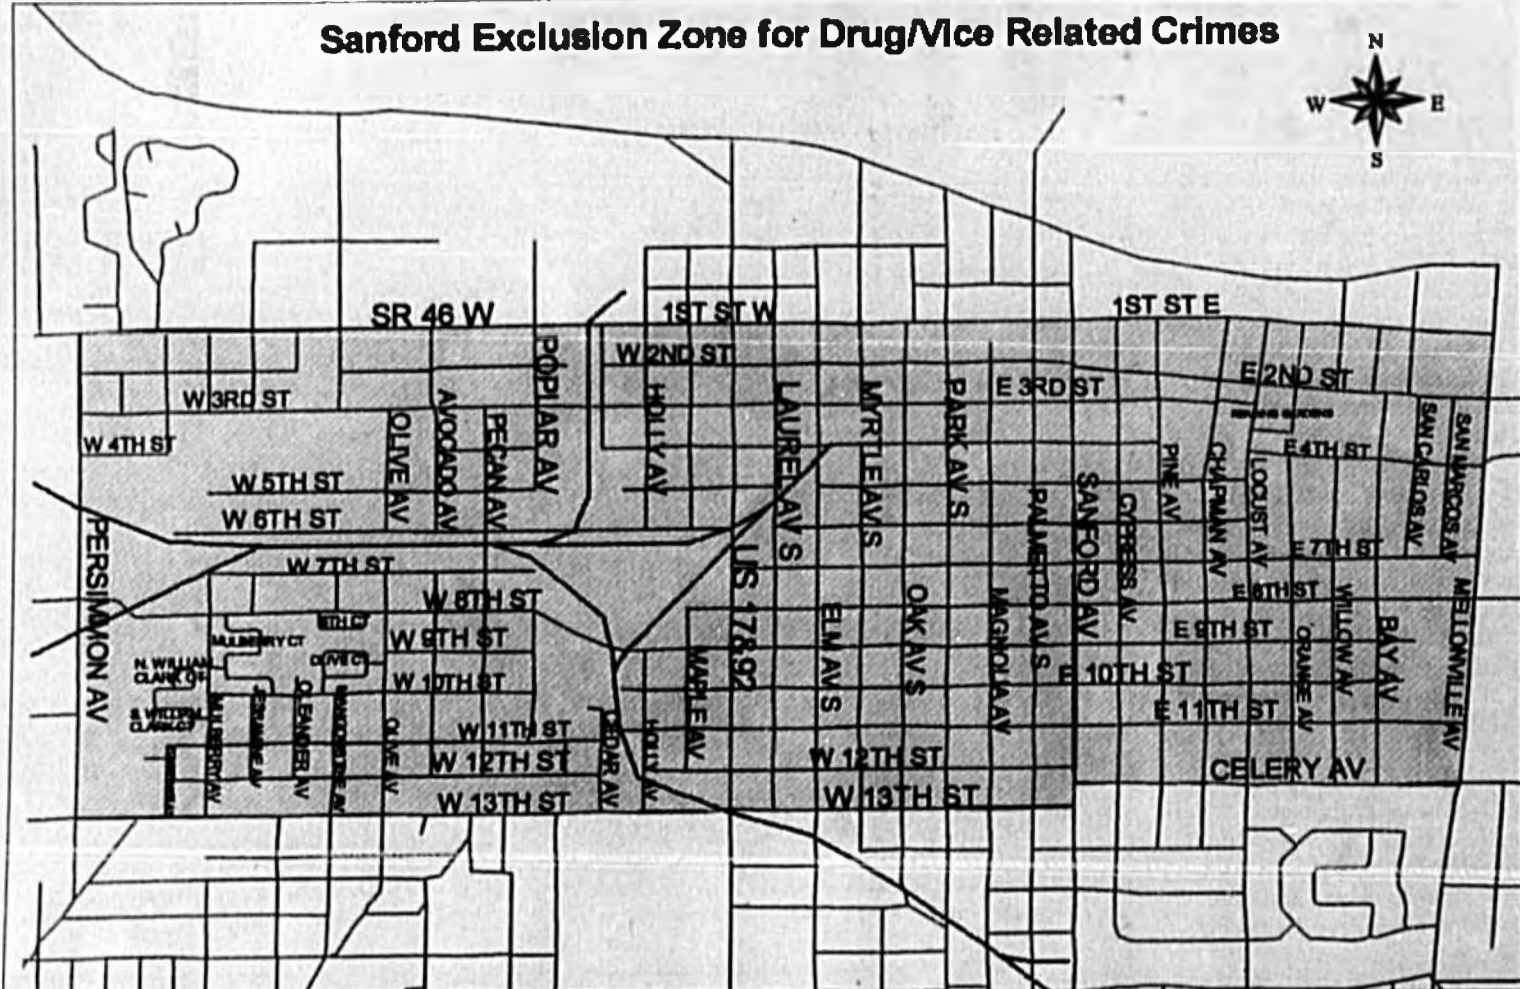 Sanford Exclusion Zone for Drug/Vice Related Crimes
N
W
E
S
SR 46 W
1ST ST W
1ST ST E
POPLAR AV
W 2ND ST
E 2ND ST
W 3RD ST
E 3RD ST
HOLLY AV
LAUREL AV S
MYRTLE AV S
PARK AV S
OLIVE AV
AVOCADO AV
PECAN AV
W 4TH ST
E 4TH ST
SAN CARLOS AV
SAN MARCOS AV
PINE AV
CHAPMAN AV
LOCUST AV
W 5TH ST
W 6TH ST
PERSIMMON AV
PALMETTO AV S
SANFORD AV
CYPRESS AV
US 17&92
E 7TH ST
W 7TH ST
W 8TH ST
E 8TH ST
ELM AV S
OAK AV S
MAGNOLIA AV
WILLOW AV
BAY AV
MELLONVILLE AV
8TH CT
MULBERRY CT
W 9TH ST
E 9TH ST
ORANGE AV
OLIVE CT
N. WILLIAM
CLARK CT
MAPLE AV
W 10TH ST
E 10TH ST
S. WILLIAM
CLARK CT
MULBERRY AV
JESSAMINE AV
OLEANDER AV
OLIVE AV
CEDAR AV
HOLLY AV
W 11TH ST
E 11TH ST
W 12TH ST
W 12TH ST
CELERY AV
W 13TH ST
W 13TH ST